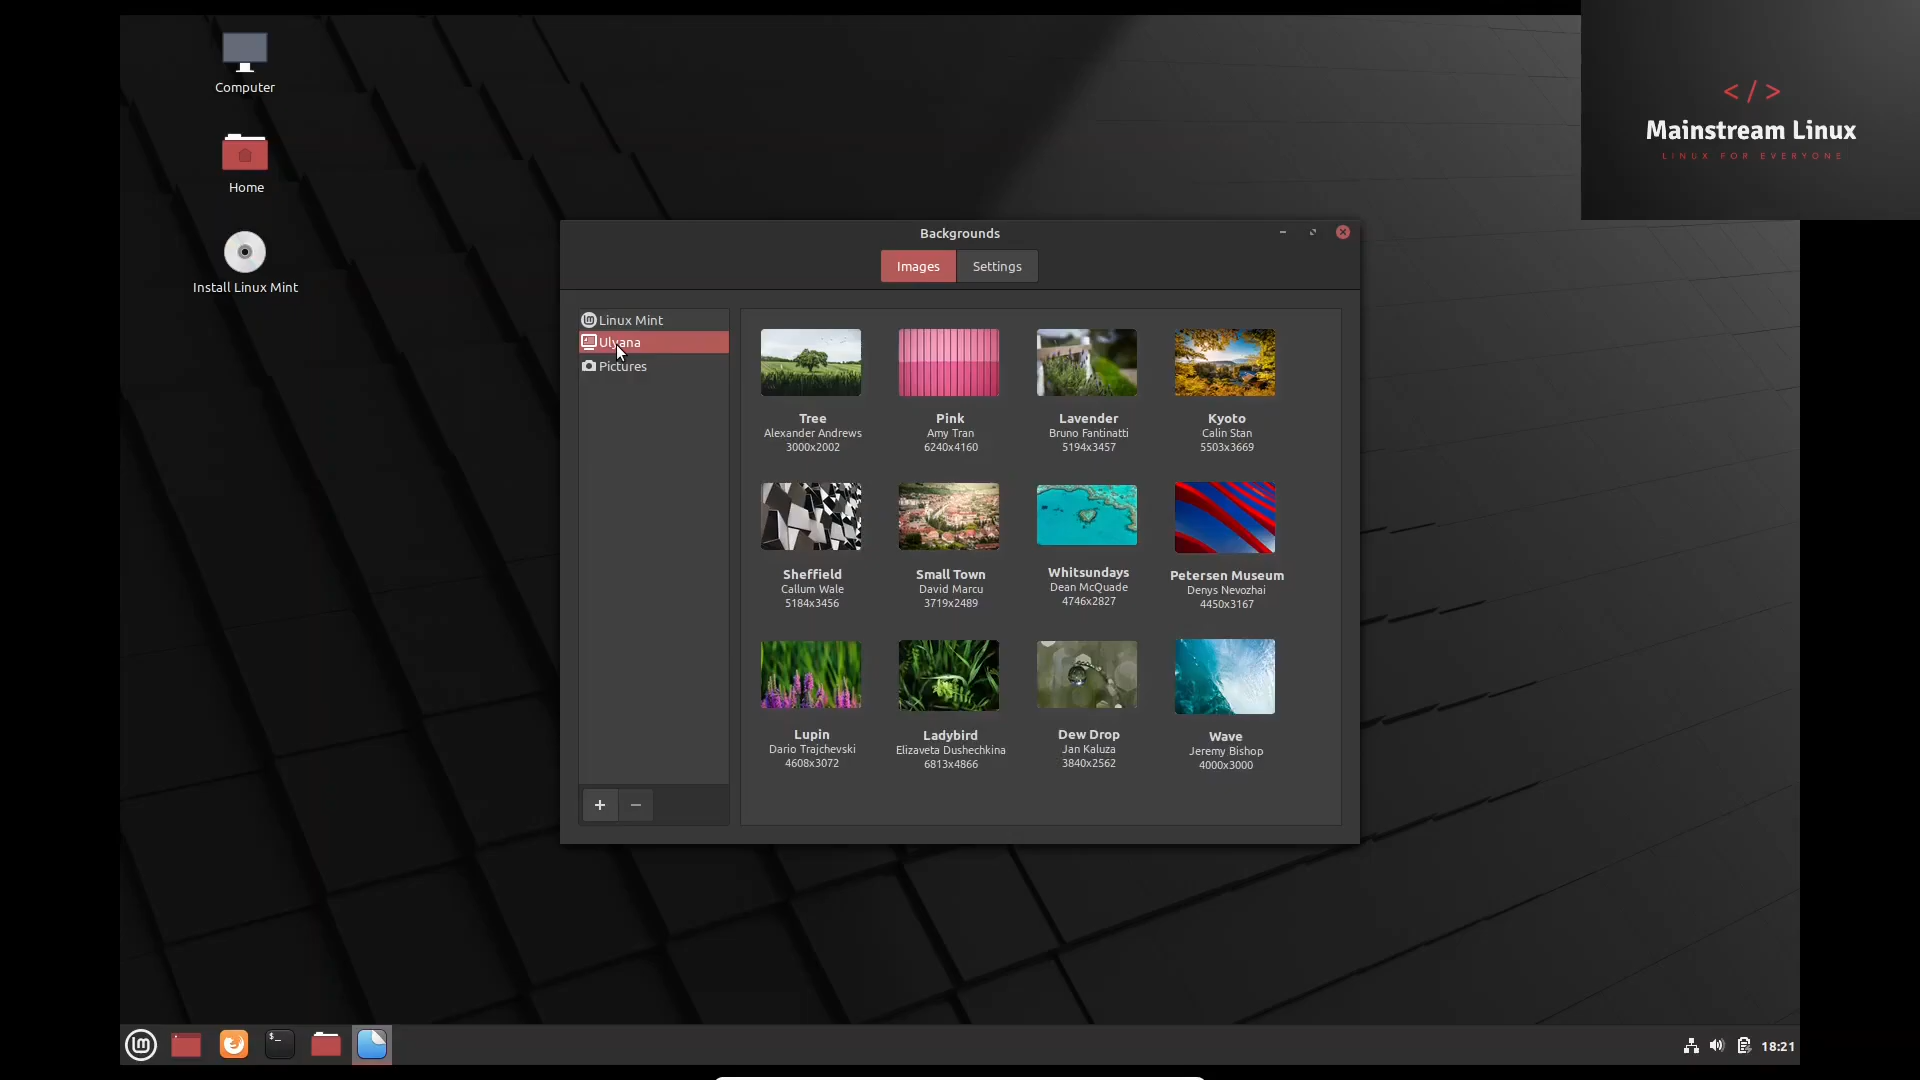 Computer
Home
Install Linux Mint
</>
Mainstream Linux
LINUX FOR EVERYONE
Backgrounds
Images Settings
Linux Mint
Ulyana
Pictures
Tree
Alexander Andrews
3000x2002
Pink
Amy Tran
6240x4160
Lavender
Bruno Fantinatti
5194x3457
Kyoto
Calin Stan
5503x3669
Sheffield
Callum Wale
5184x3456
Small Town
David Marcu
3719x2489
Whitsundays
Dean McQuade
4746x2827
Petersen Museum
Denys Nevozhai
4450x3167
Lupin
Dario Trajchevski
4608x3072
Ladybird
Elizaveta Dushechkina
6813x4866
Dew Drop
Jan Kaluza
3840x2562
Wave
Jeremy Bishop
4000x3000
18:21